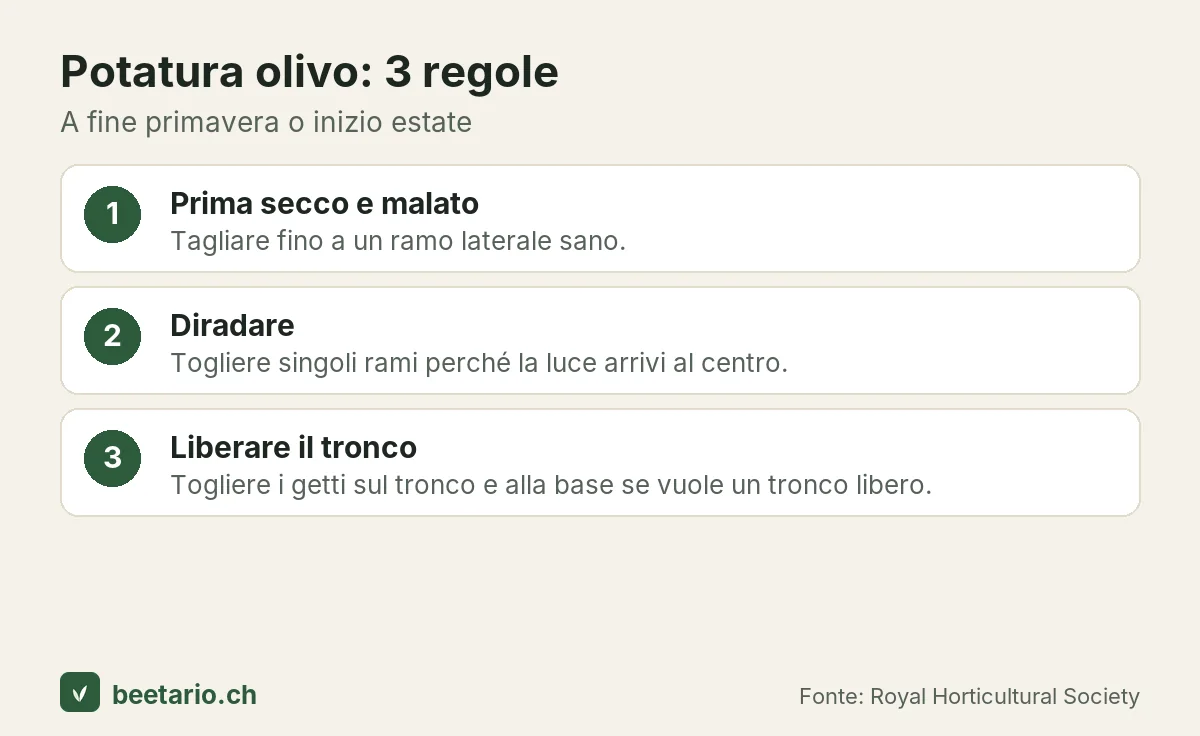 Potatura olivo: 3 regole
A fine primavera o inizio estate
1
Prima secco e malato
Tagliare fino a un ramo laterale sano.
2
Diradare
Togliere singoli rami perché la luce arrivi al centro.
3
Liberare il tronco
Togliere i getti sul tronco e alla base se vuole un tronco libero.
beetario.ch
Fonte: Royal Horticultural Society